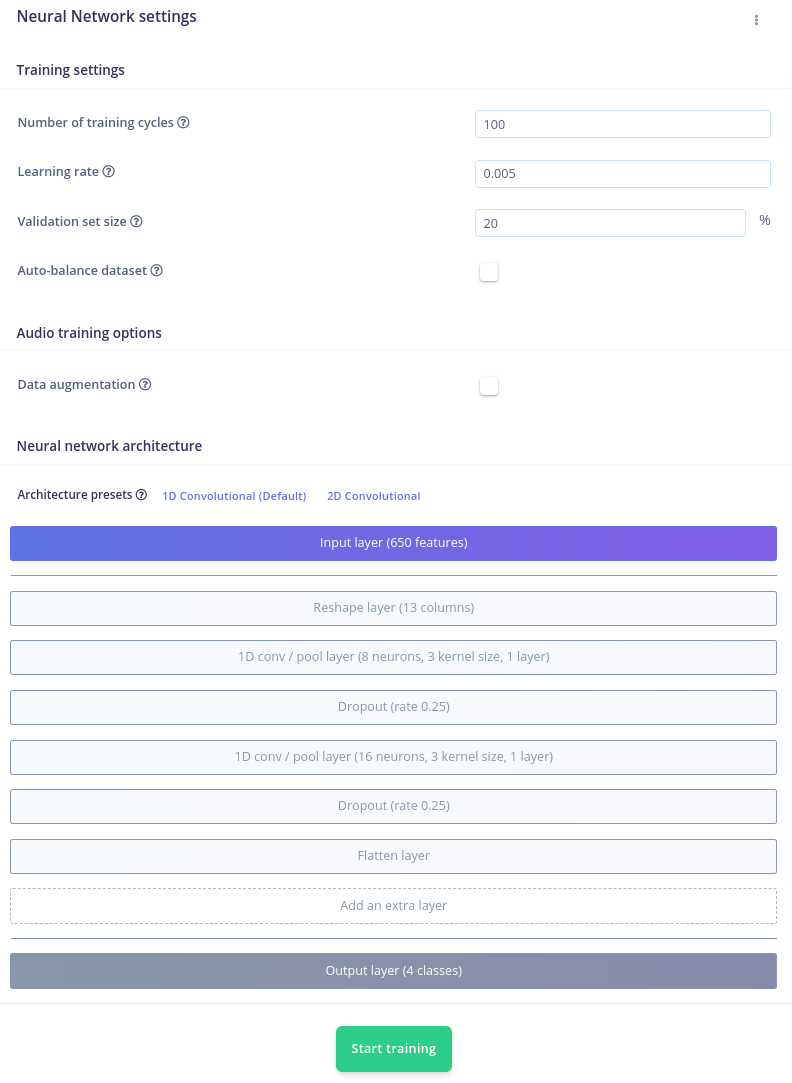 Neural Network settings
Training settings
Number of training cycles
100
Learning rate
0.005
Validation set size
20 %
Auto-balance dataset
Audio training options
Data augmentation
Neural network architecture
Architecture presets 1D Convolutional (Default) 2D Convolutional
Input layer (650 features)
Reshape layer (13 columns)
1D conv / pool layer (8 neurons, 3 kernel size, 1 layer)
Dropout (rate 0.25)
1D conv / pool layer (16 neurons, 3 kernel size, 1 layer)
Dropout (rate 0.25)
Flatten layer
Add an extra layer
Output layer (4 classes)
Start training